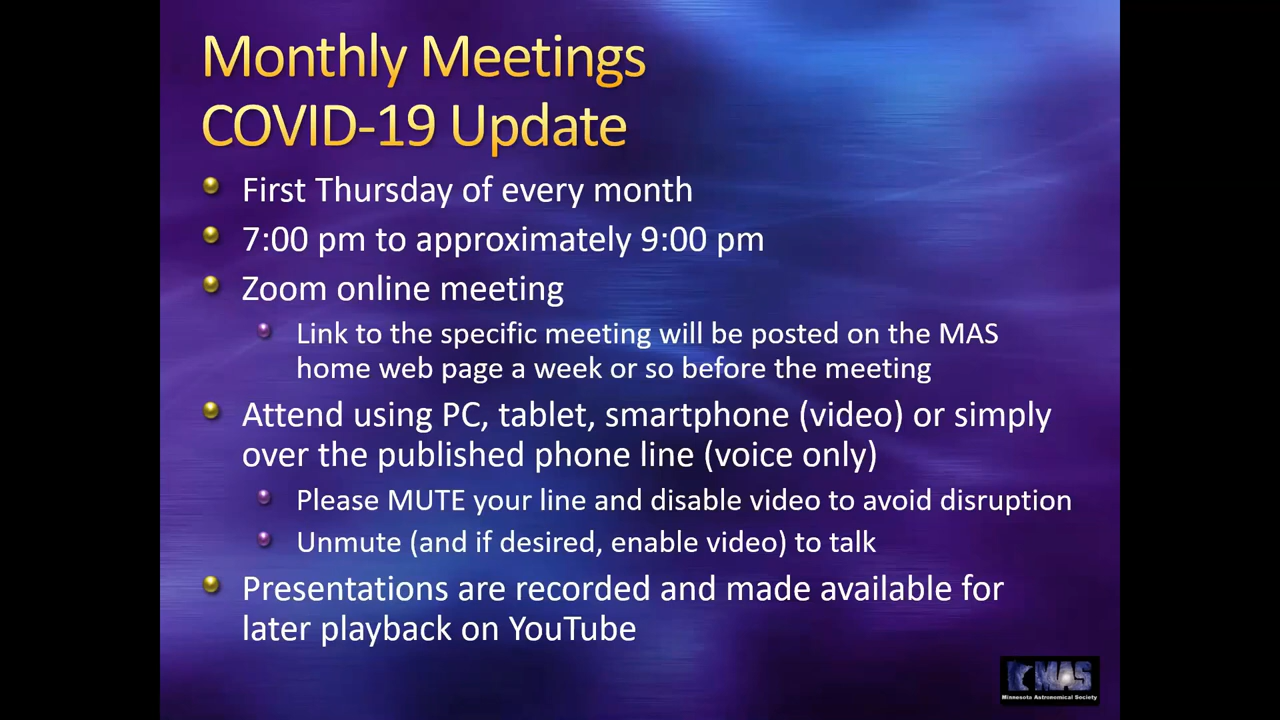 Monthly Meetings
COVID-19 Update
First Thursday of every month
7:00 pm to approximately 9:00 pm
Zoom online meeting
Link to the specific meeting will be posted on the MAS
home web page a week or so before the meeting
Attend using PC, tablet, smartphone (video) or simply
over the published phone line (voice only)
Please MUTE your line and disable video to avoid disruption
Unmute (and if desired, enable video) to talk
Presentations are recorded and made available for
later playback on YouTube
MAS
Minnesota Astronomical Society